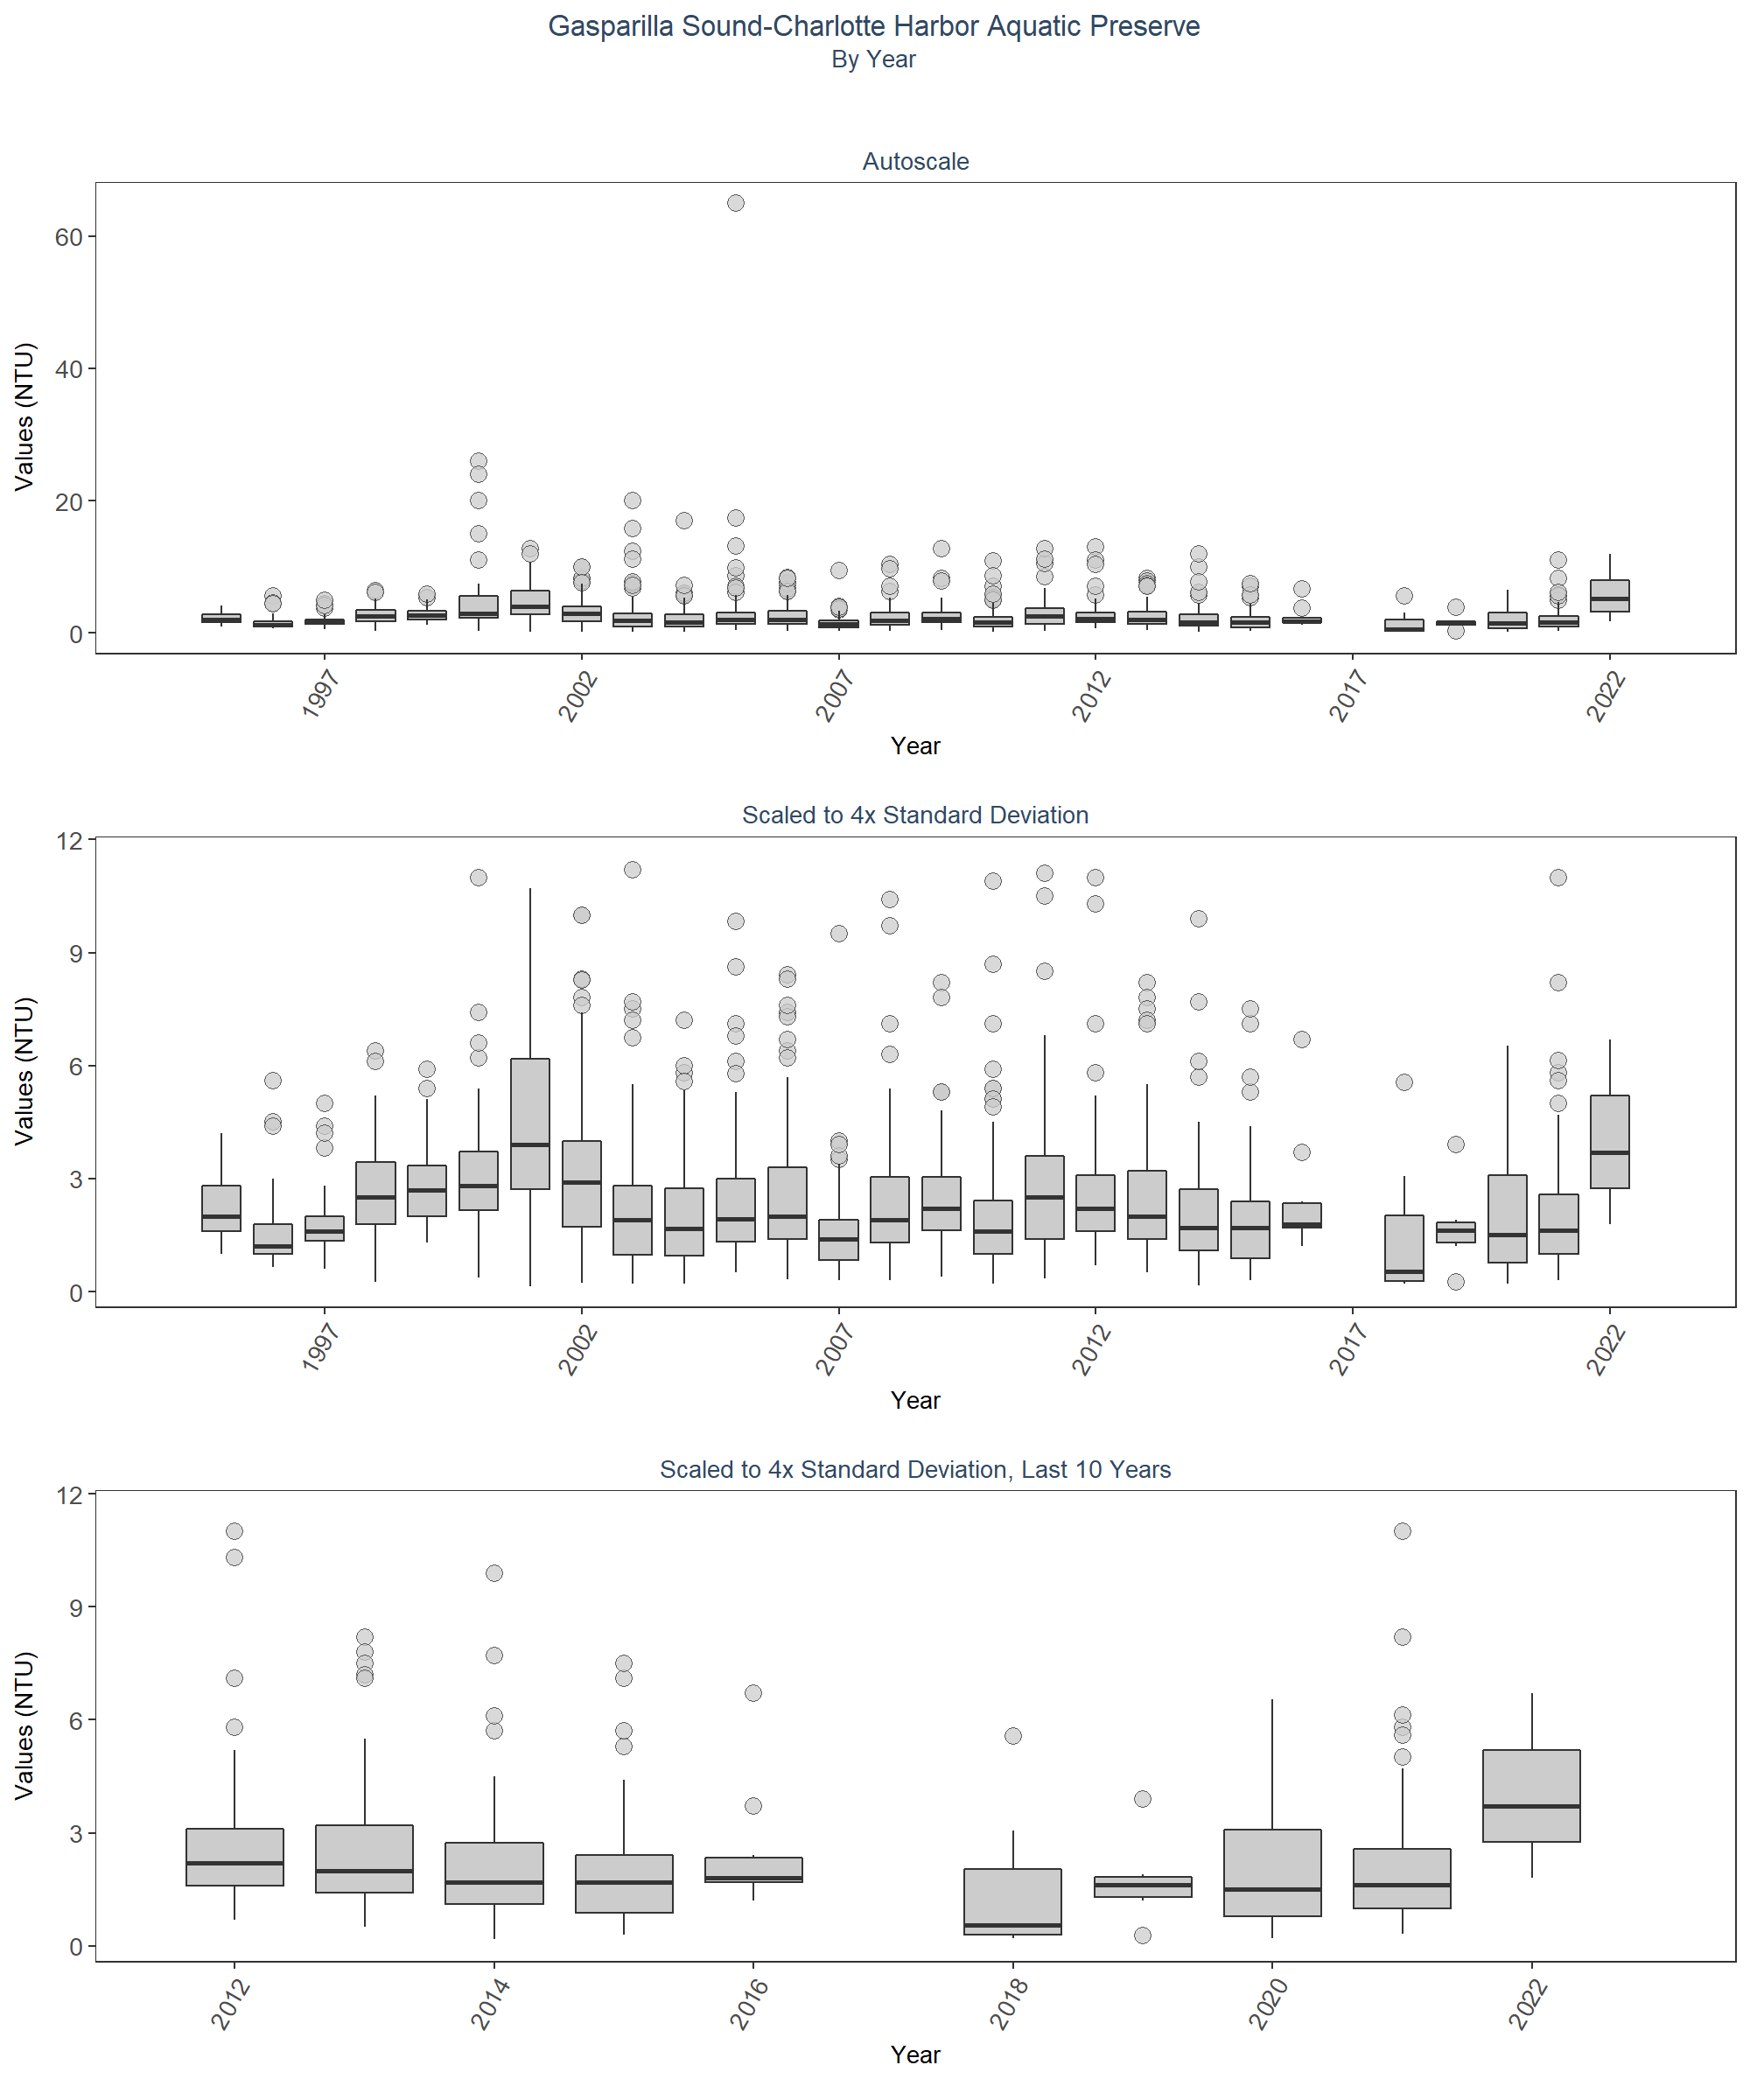 Gasparilla Sound-Charlotte Harbor Aquatic Preserve
By Year
Autoscale
Values (NTU)
60
40
20
0
1997
2002
2007
2012
2017
2022
Year
Scaled to 4x Standard Deviation
Values (NTU)
12
9
6
3
0
1997
2002
2007
2012
2017
2022
Year
Scaled to 4x Standard Deviation, Last 10 Years
Values (NTU)
12
9
6
3
0
2012
2014
2016
2018
2020
2022
Year